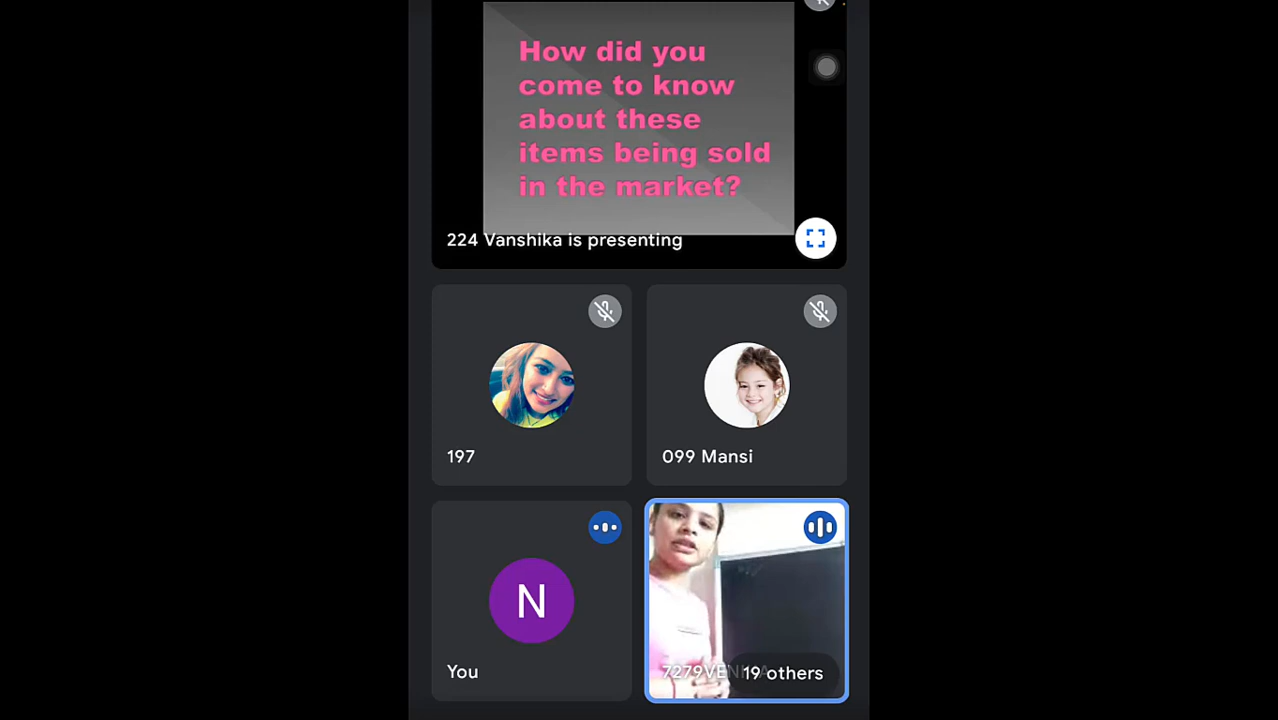 How did you
come to know
about these
items being sold
in the market?
224 Vanshika is presenting
197
099 Mansi
N
You
19 others